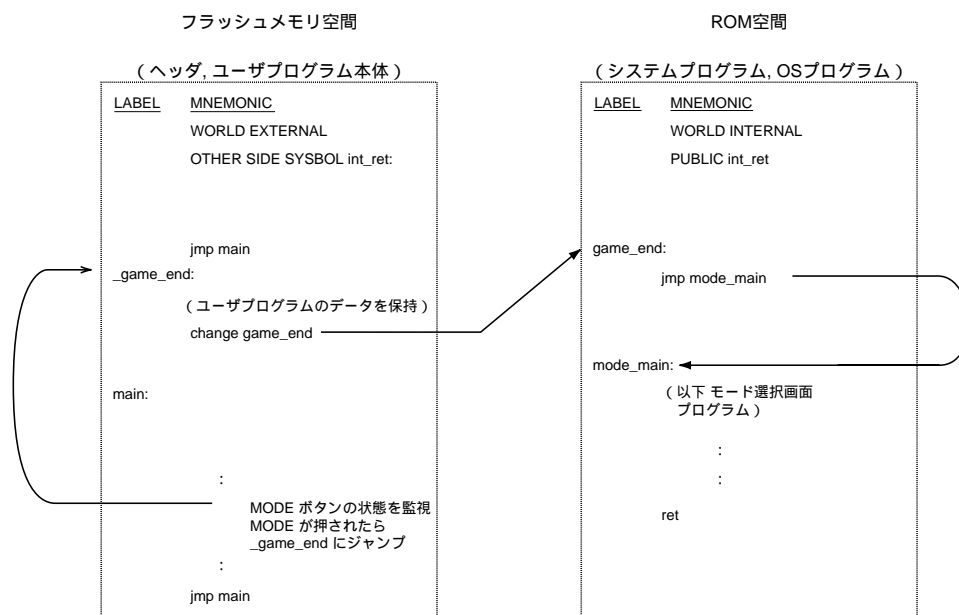 フラッシュメモリ空間
(ヘッダ, ユーザプログラム本体)
LABEL MNEMONIC
WORLD EXTERNAL
OTHER SIDE SYSBOL int_ret:
jmp main
_game_end:
(ユーザプログラムのデータを保持)
change game_end
main:
:
MODE ボタンの状態を監視
MODE が押されたら
_game_end にジャンプ
:
jmp main
ROM空間
(システムプログラム, OSプログラム)
LABEL MNEMONIC
WORLD INTERNAL
PUBLIC int_ret
game_end:
jmp mode_main
mode_main:
(以下 モード選択画面
プログラム)
:
:
ret